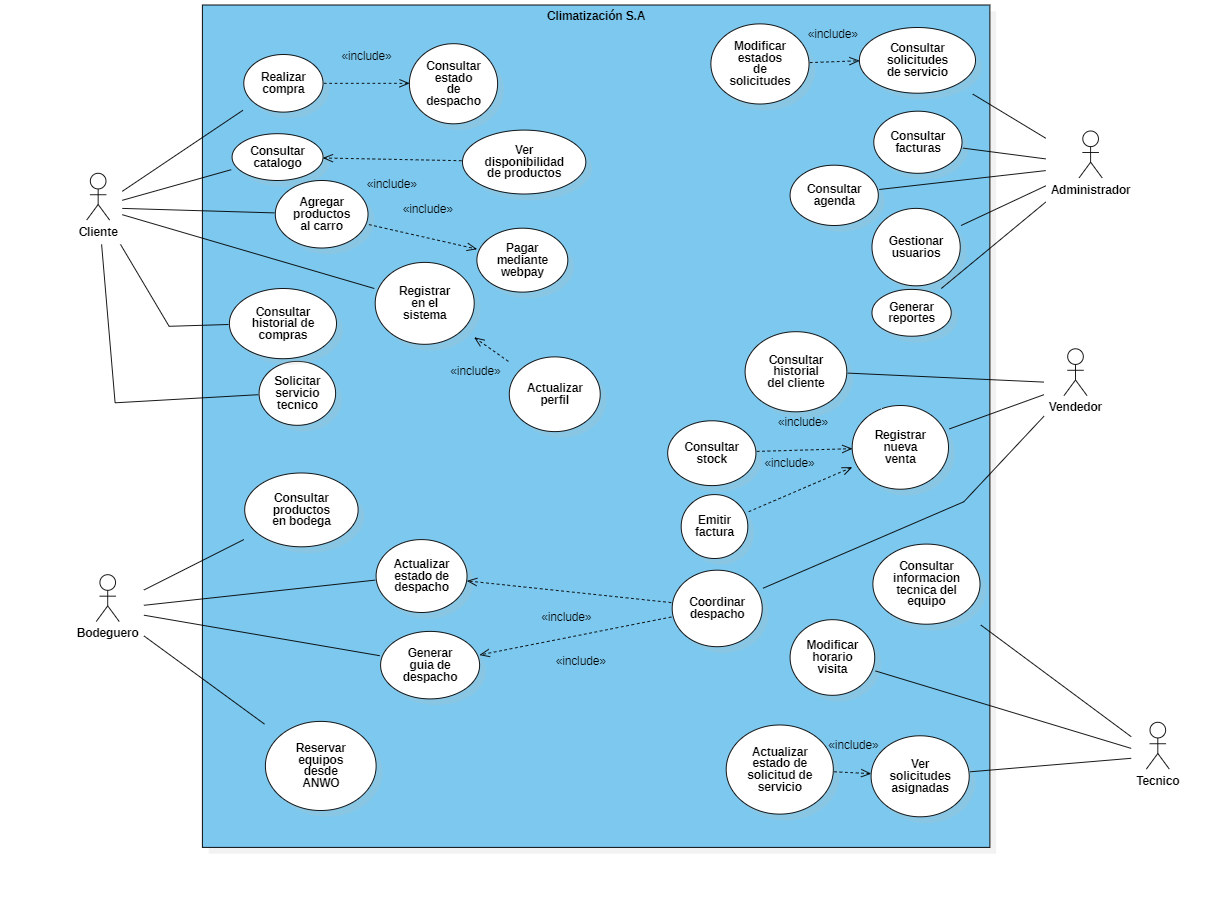 Climatización S.A
Realizar
compra
«include»
Consultar
estado
de
despacho
Modificar
estados
de
solicitudes
«include»
Consultar
solicitudes
de servicio
Consultar
catalogo
Ver
disponibilidad
de productos
«include»
Agregar
productos
al carro
«include»
Pagar
mediante
webpay
Cliente
Registrar
en el
sistema
Consultar
historial de
compras
Solicitar
servicio
tecnico
«include»
Actualizar
perfil
Consultar
facturas
Consultar
agenda
Gestionar
usuarios
Generar
reportes
Administrador
Consultar
historial
del cliente
Vendedor
«include»
Consultar
stock
«include»
Registrar
nueva
venta
Emitir
factura
Consultar
productos
en bodega
Actualizar
estado de
despacho
Bodeguero
Generar
guia de
despacho
«include»
«include»
Coordinar
despacho
Reservar
equipos
desde
ANWO
Consultar
informacion
tecnica del
equipo
Modificar
horario
visita
Actualizar
estado de
solicitud de
servicio
«include»
Ver
solicitudes
asignadas
Tecnico